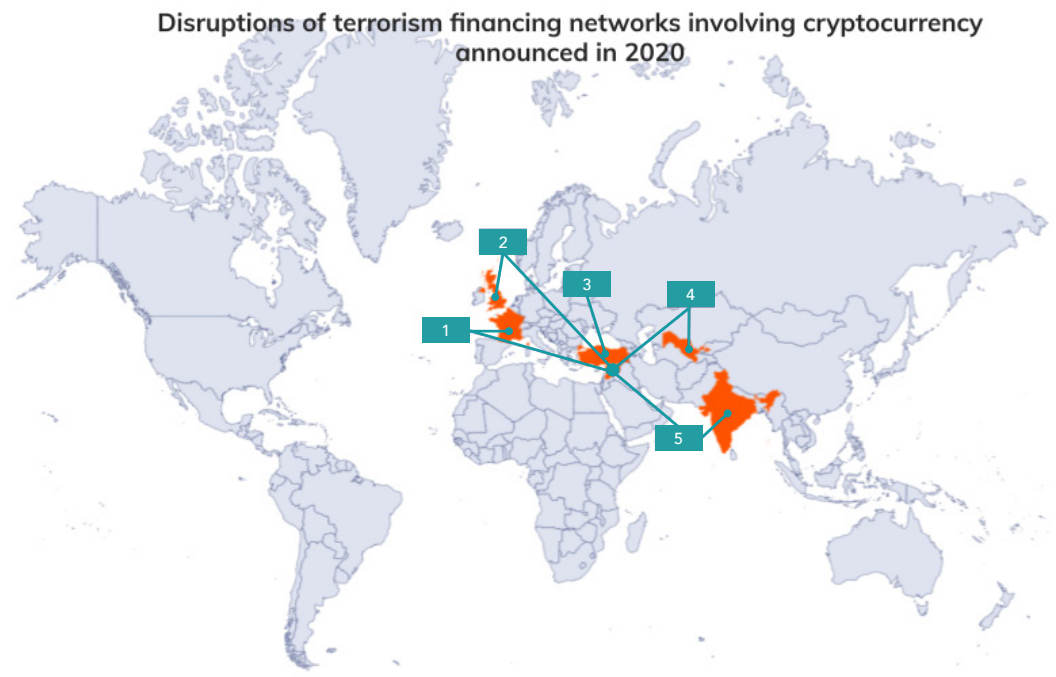 Disruptions of terrorism financing networks involving cryptocurrency
announced in 2020
2
3
4
1
5